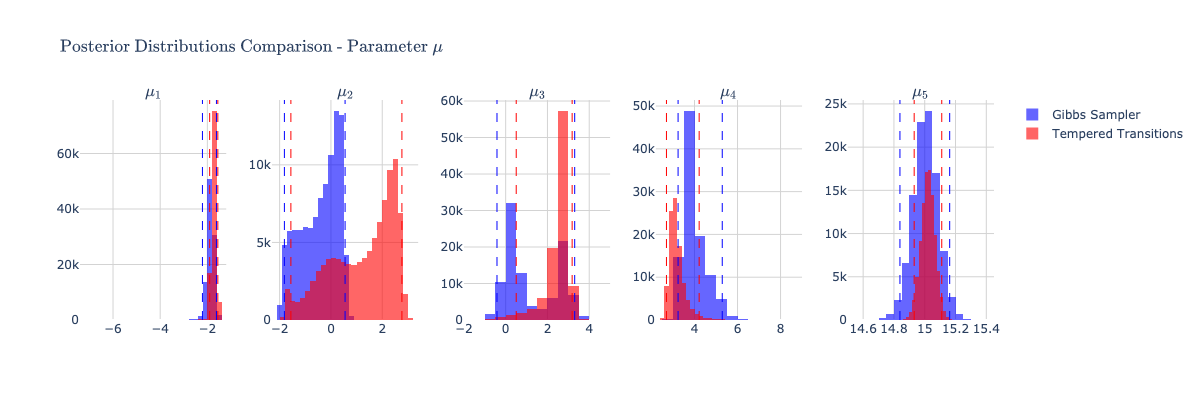 Posterior Distributions Comparison - Parameter μ
μ1
μ2
μ3
μ4
μ5
0
20k
40k
60k
−6
−4
−2
0
5k
10k
−2
0
2
0
10k
20k
30k
40k
50k
60k
−2
0
2
4
0
10k
20k
30k
40k
50k
4
6
8
0
5k
10k
15k
20k
25k
14.6
14.8
15
15.2
15.4
Gibbs Sampler
Tempered Transitions